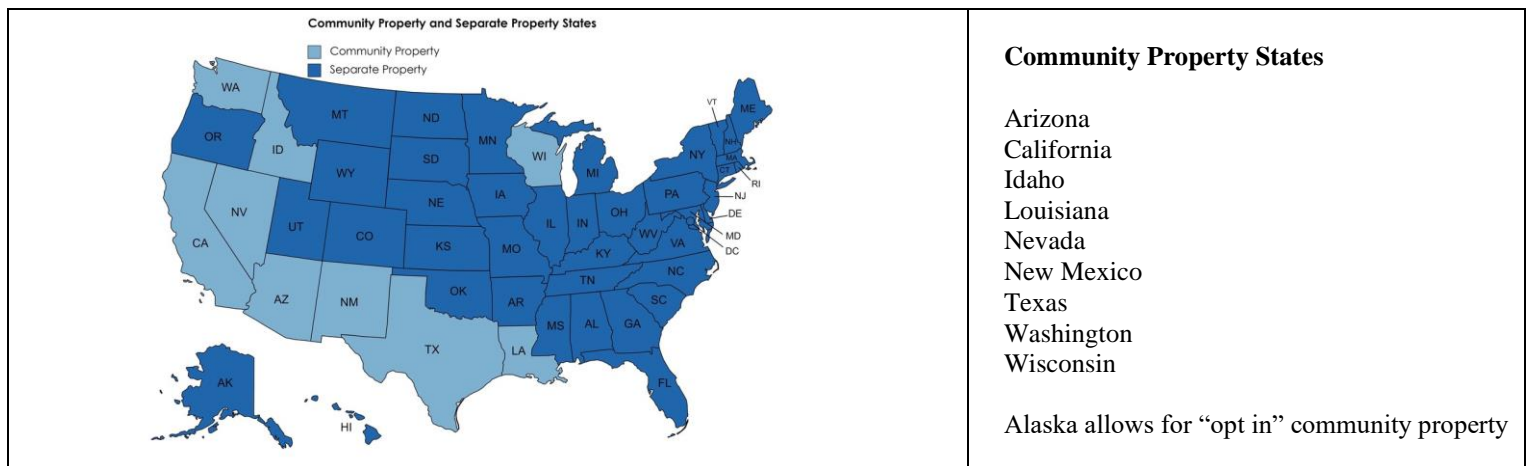 Community Property and Separate Property States
Community Property
Separate Property
WA
MT
ND
MN
VT
ME
OR
ID
SD
WI
NY
NH
MA
CT
RI
WY
MI
IA
NE
PA
NJ
NV
UT
CO
IL
IN
OH
DE
MD
DC
WV
VA
CA
KS
MO
KY
NC
TN
AZ
NM
OK
AR
SC
MS
AL
GA
TX
LA
FL
AK
HI
Community Property States
Arizona
California
Idaho
Louisiana
Nevada
New Mexico
Texas
Washington
Wisconsin
Alaska allows for “opt in” community property